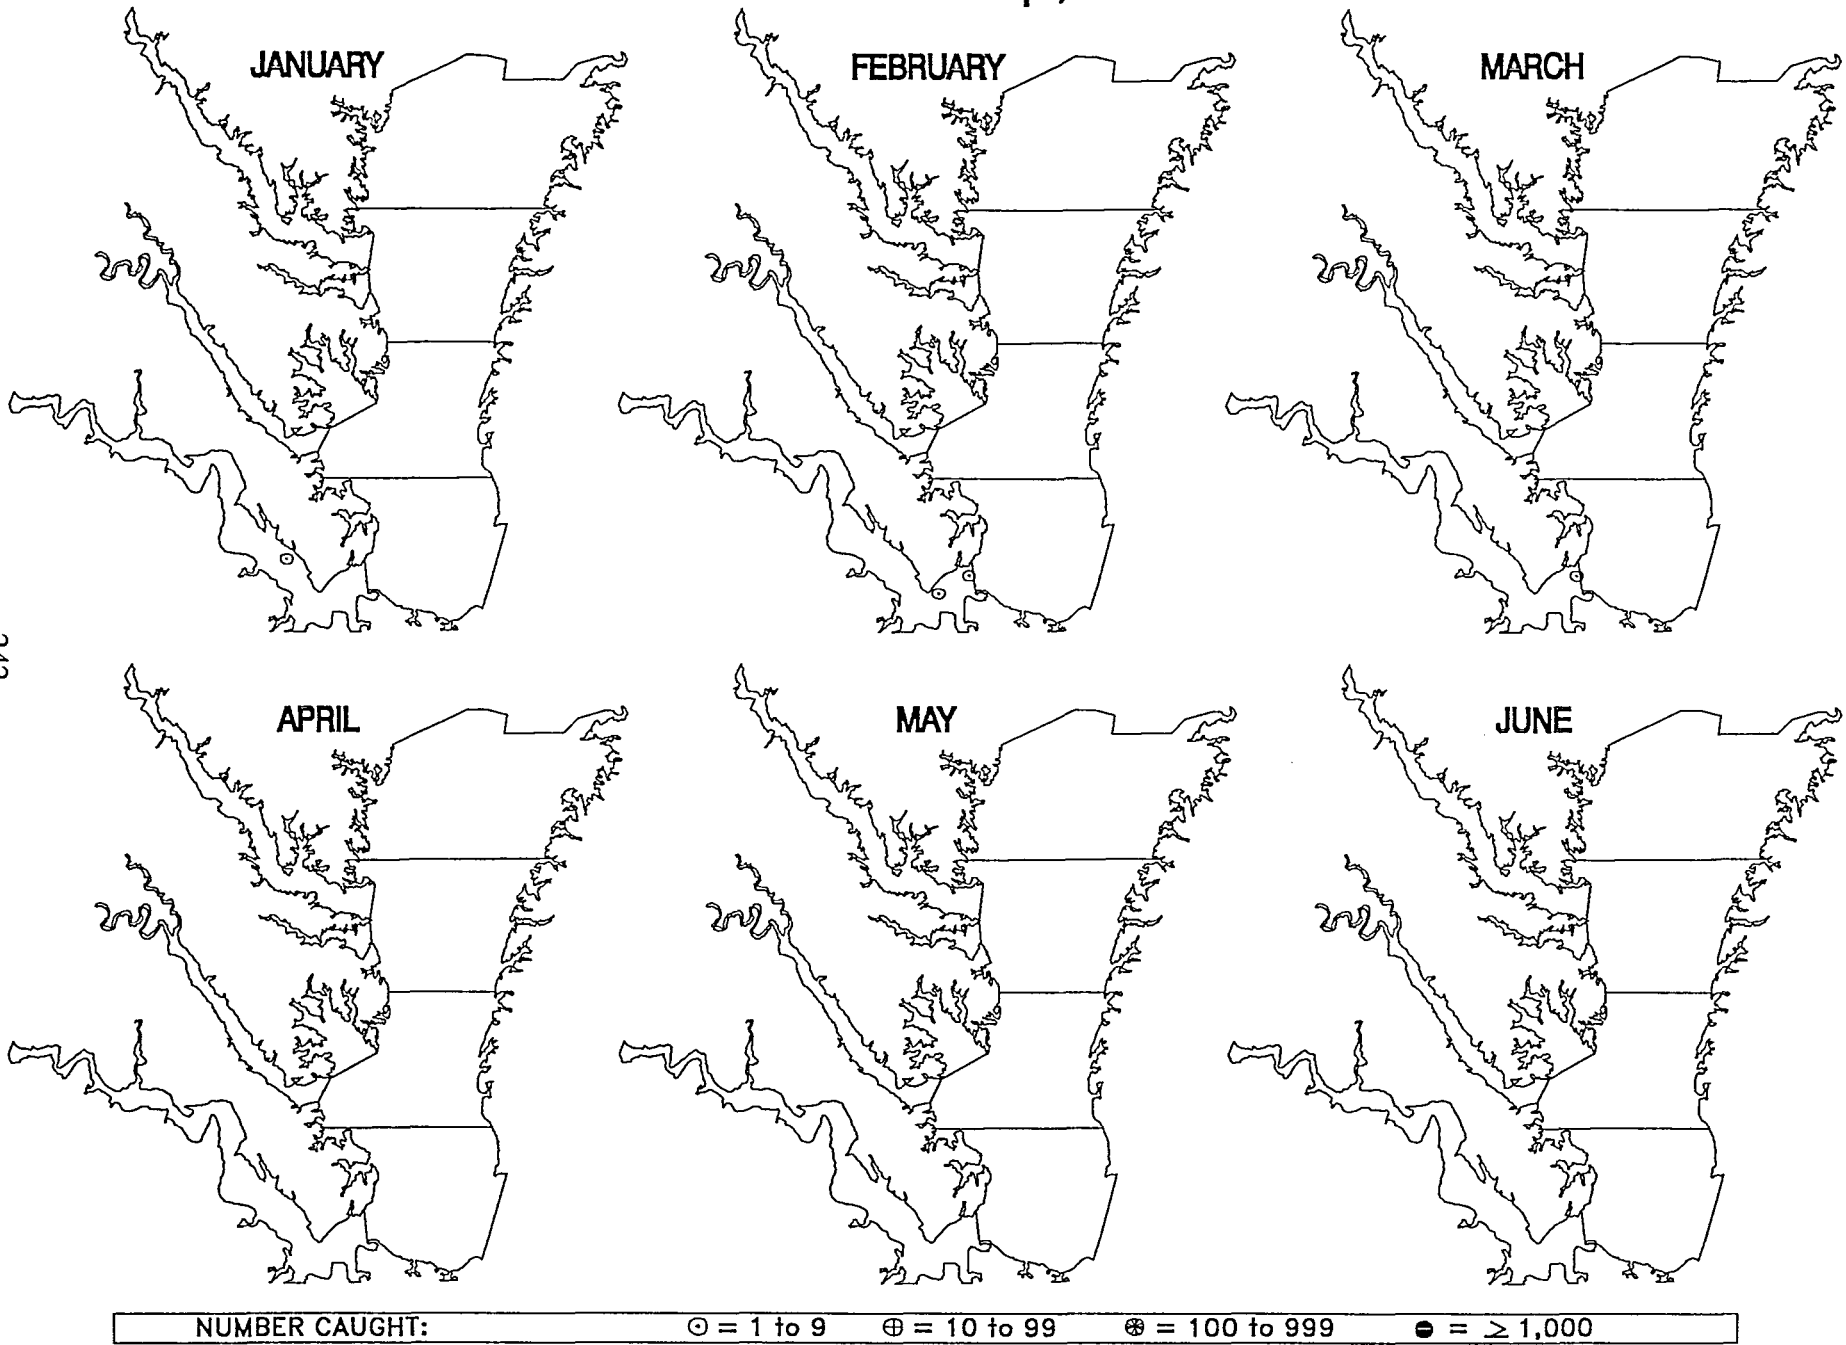 JANUARY FEBRUARY MARCH
APRIL MAY JUNE
NUMBER CAUGHT: ⊙ = 1 to 9 ⊕ = 10 to 99 ⊛ = 100 to 999 ⊖ = ≥ 1,000